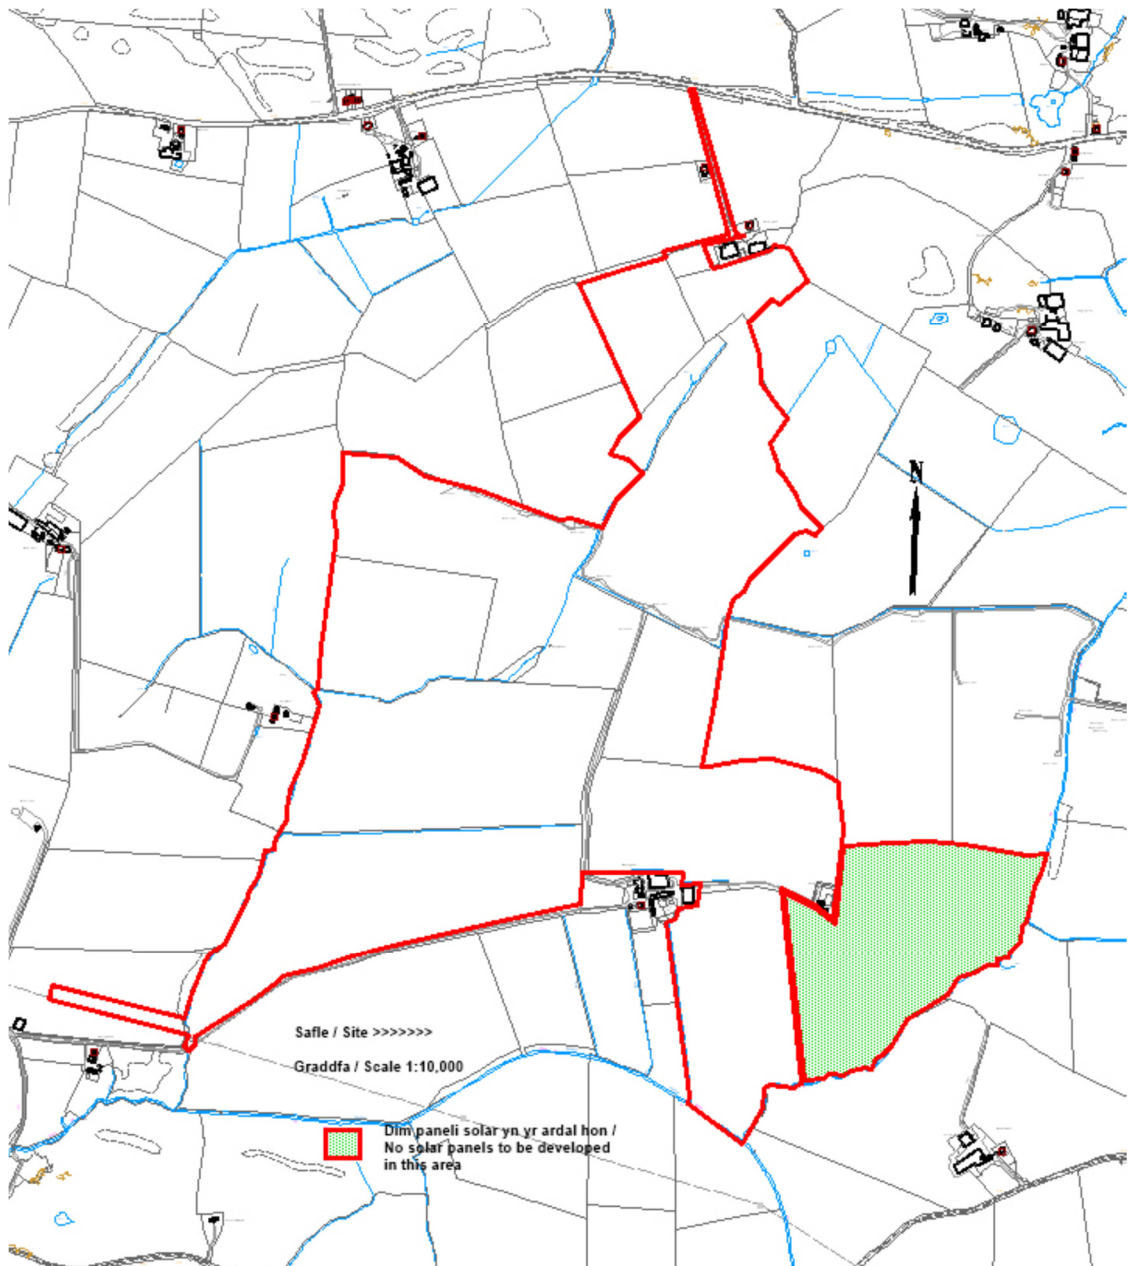 N
Safle / Site >>>>>>>
Graddfa / Scale 1:10,000
Dim paneli solar yn yr ardal hon /
No solar panels to be developed
in this area